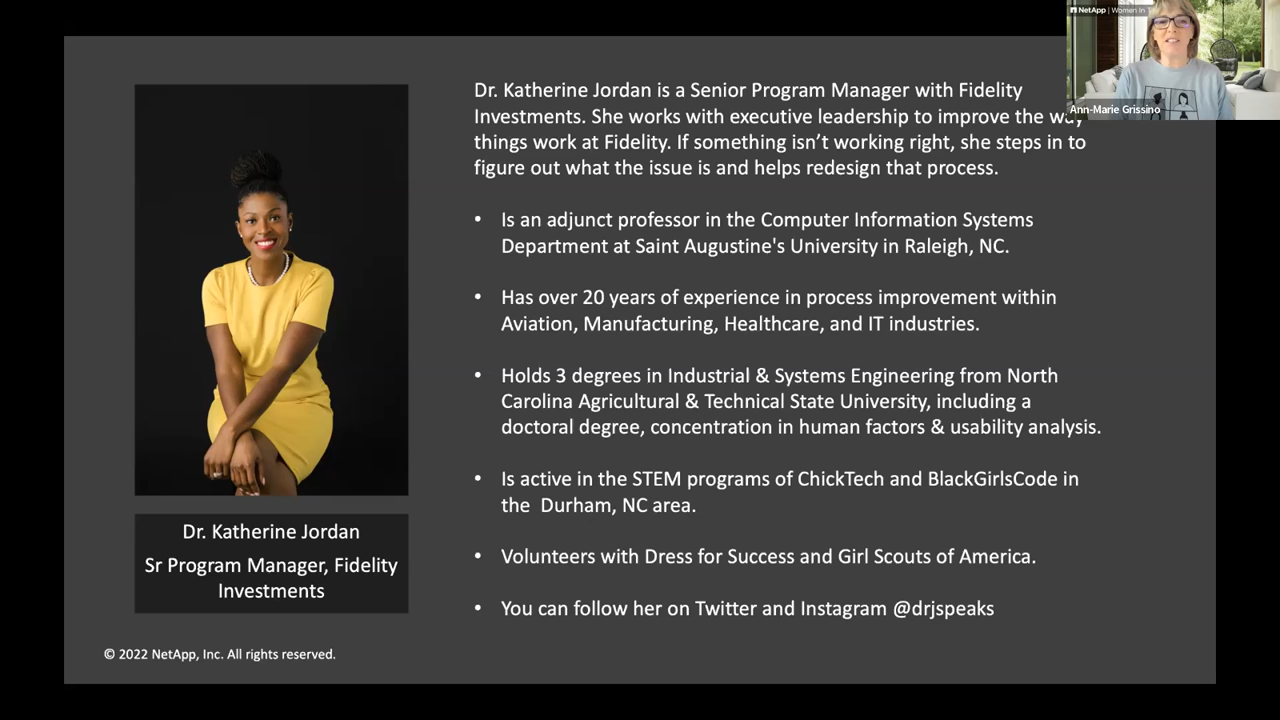 NetApp | Women In
Ann-Marie Grissino
Dr. Katherine Jordan is a Senior Program Manager with Fidelity
Investments. She works with executive leadership to improve the way
things work at Fidelity. If something isn’t working right, she steps in to
figure out what the issue is and helps redesign that process.
• Is an adjunct professor in the Computer Information Systems
Department at Saint Augustine's University in Raleigh, NC.
• Has over 20 years of experience in process improvement within
Aviation, Manufacturing, Healthcare, and IT industries.
• Holds 3 degrees in Industrial & Systems Engineering from North
Carolina Agricultural & Technical State University, including a
doctoral degree, concentration in human factors & usability analysis.
• Is active in the STEM programs of ChickTech and BlackGirlsCode in
the Durham, NC area.
• Volunteers with Dress for Success and Girl Scouts of America.
• You can follow her on Twitter and Instagram @drjspeaks
Dr. Katherine Jordan
Sr Program Manager, Fidelity
Investments
© 2022 NetApp, Inc. All rights reserved.